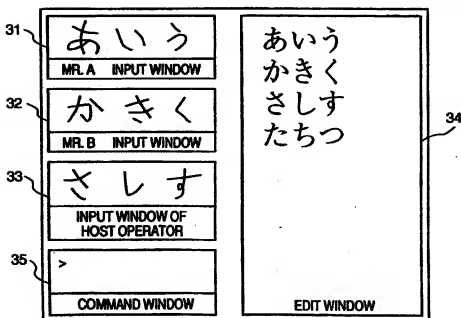 31
あいう
MR. A INPUT WINDOW
32
かきく
MR. B INPUT WINDOW
33
さしす
INPUT WINDOW OF
HOST OPERATOR
35
>
COMMAND WINDOW
あいう
かきく
さしす
たちつ
34
EDIT WINDOW